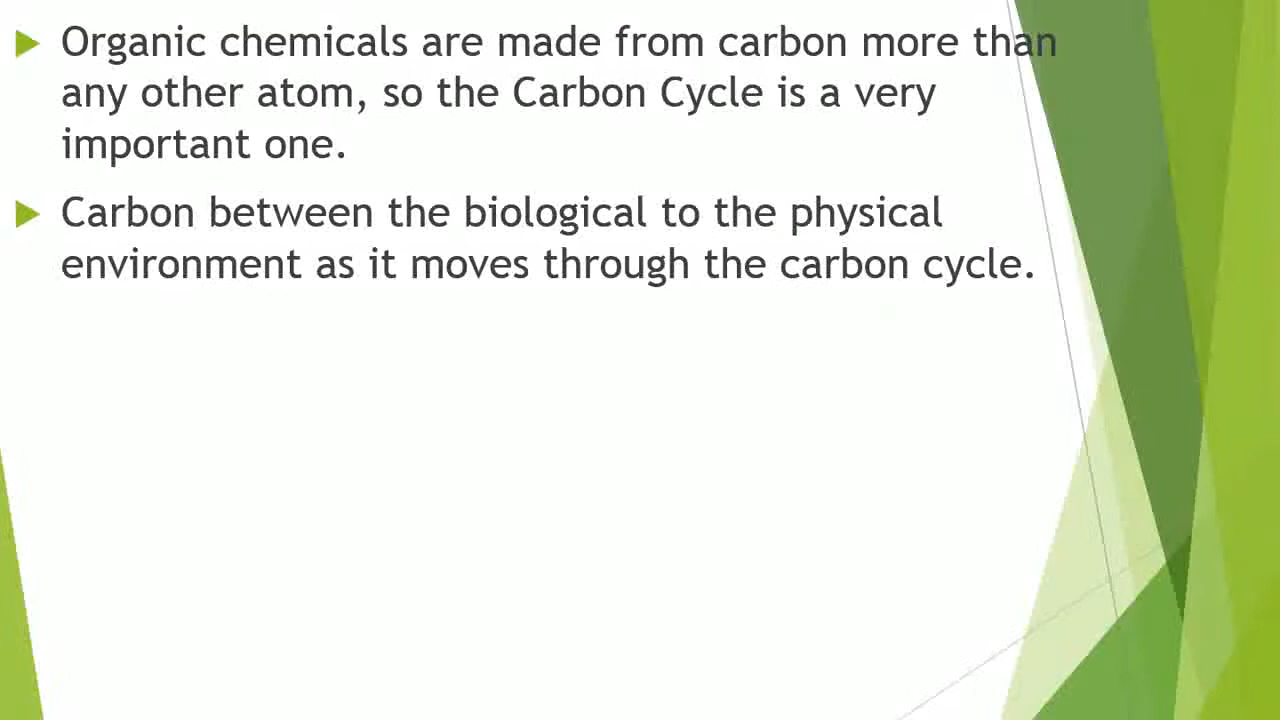 Organic chemicals are made from carbon more than
any other atom, so the Carbon Cycle is a very
important one.
Carbon between the biological to the physical
environment as it moves through the carbon cycle.